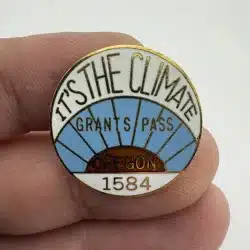 IT'S THE CLIMATE
GRANTS PASS
OREGON
1584